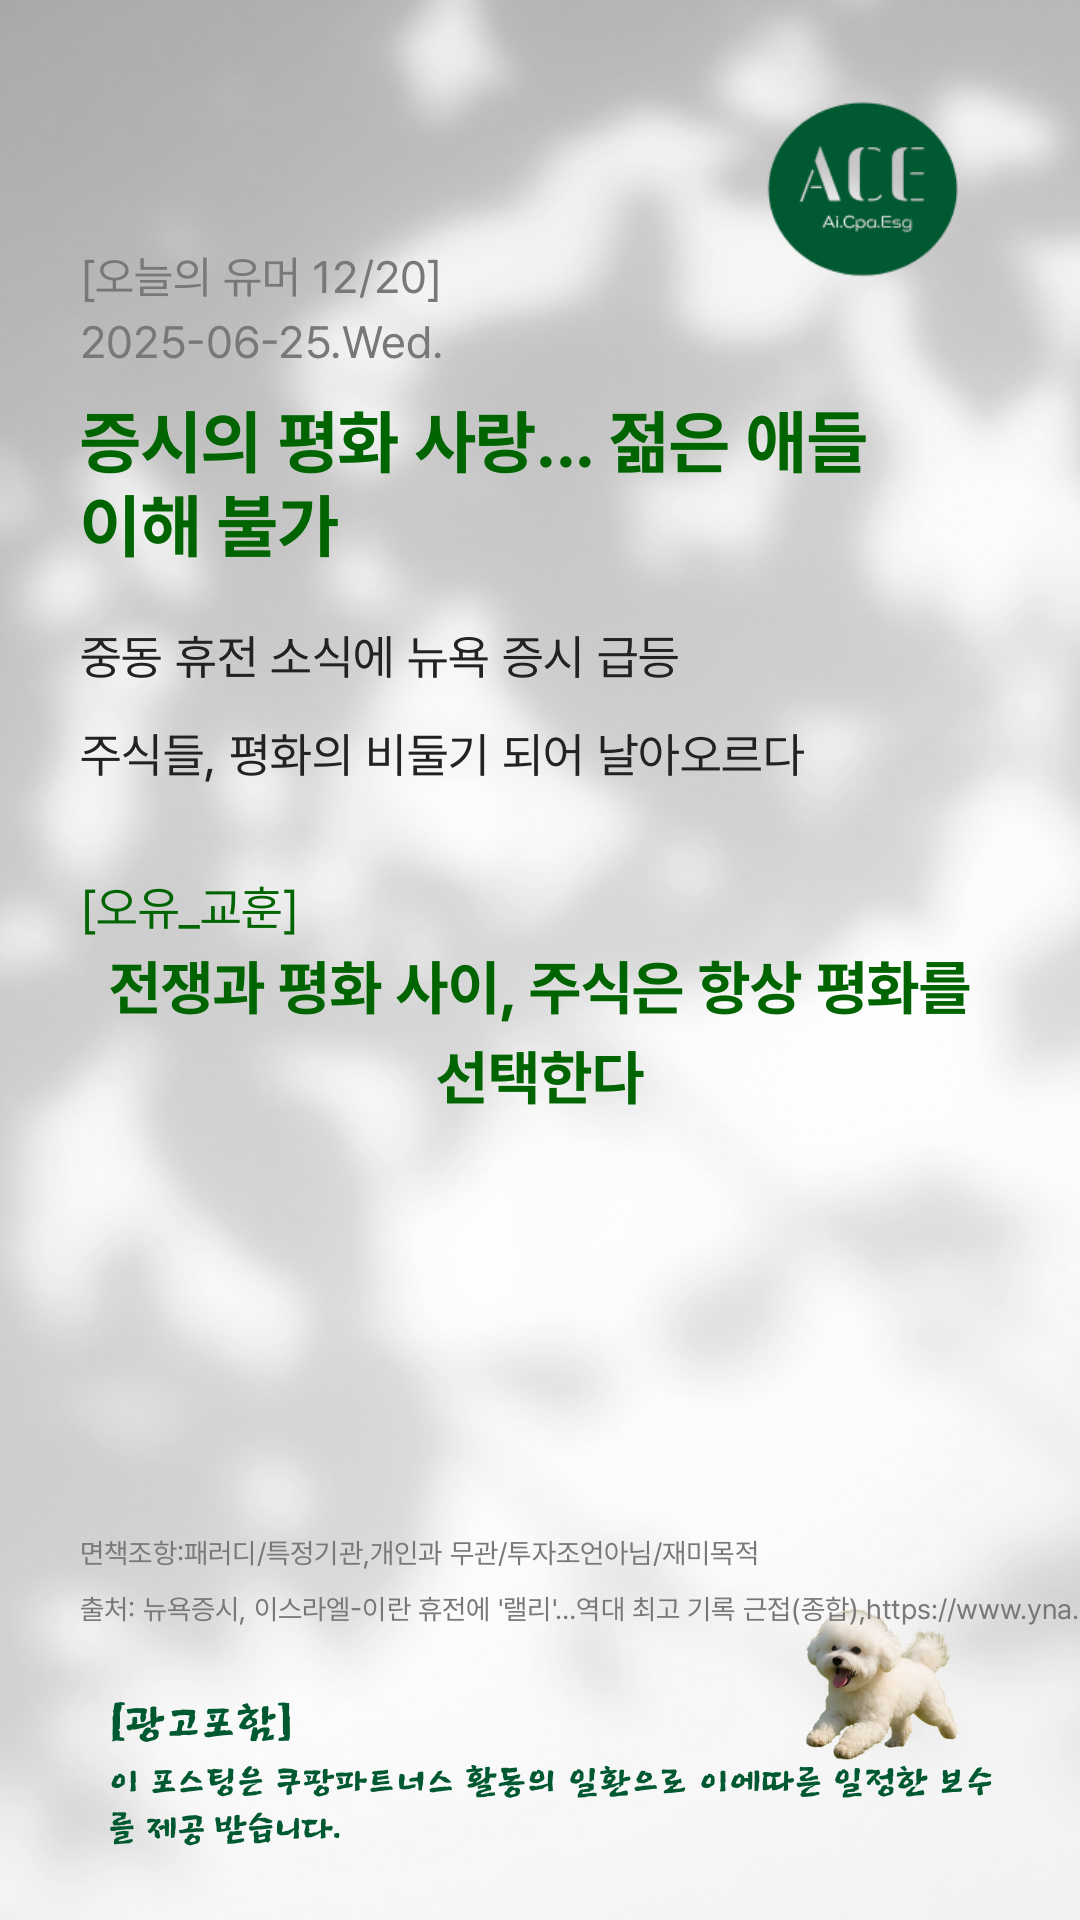 ACE
Ai.Cpa.Esg
[오늘의 유머 12/20]
2025-06-25.Wed.
증시의 평화 사랑... 젊은 애들
이해 불가
중동 휴전 소식에 뉴욕 증시 급등
주식들, 평화의 비둘기 되어 날아오르다
[오유_교훈]
전쟁과 평화 사이, 주식은 항상 평화를
선택한다
면책조항:패러디/특정기관,개인과 무관/투자조언아님/재미목적
출처: 뉴욕증시, 이스라엘-이란 휴전에 '랠리'...역대 최고 기록 근접(종합),https://www.yna.
[광고포함]
이 포스팅은 쿠팡파트너스 활동의 일환으로 이에따른 일정한 보수
를 제공 받습니다.